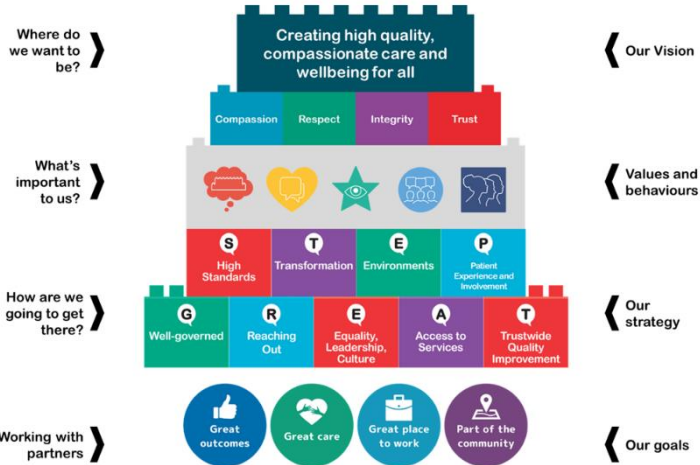 Where do
we want to
be?
Creating high quality,
compassionate care and
wellbeing for all
Our Vision
Compassion
Respect
Integrity
Trust
What's
important
to us?
Values and
behaviours
S
High
Standards
T
Transformation
E
Environments
P
Patient
Experience and
Involvement
How are we
going to get
there?
G
Well-governed
R
Reaching
Out
E
Equality,
Leadership,
Culture
A
Access to
Services
T
Trustwide
Quality
Improvement
Our
strategy
Working with
partners
Great
outcomes
Great care
Great place
to work
Part of the
community
Our goals